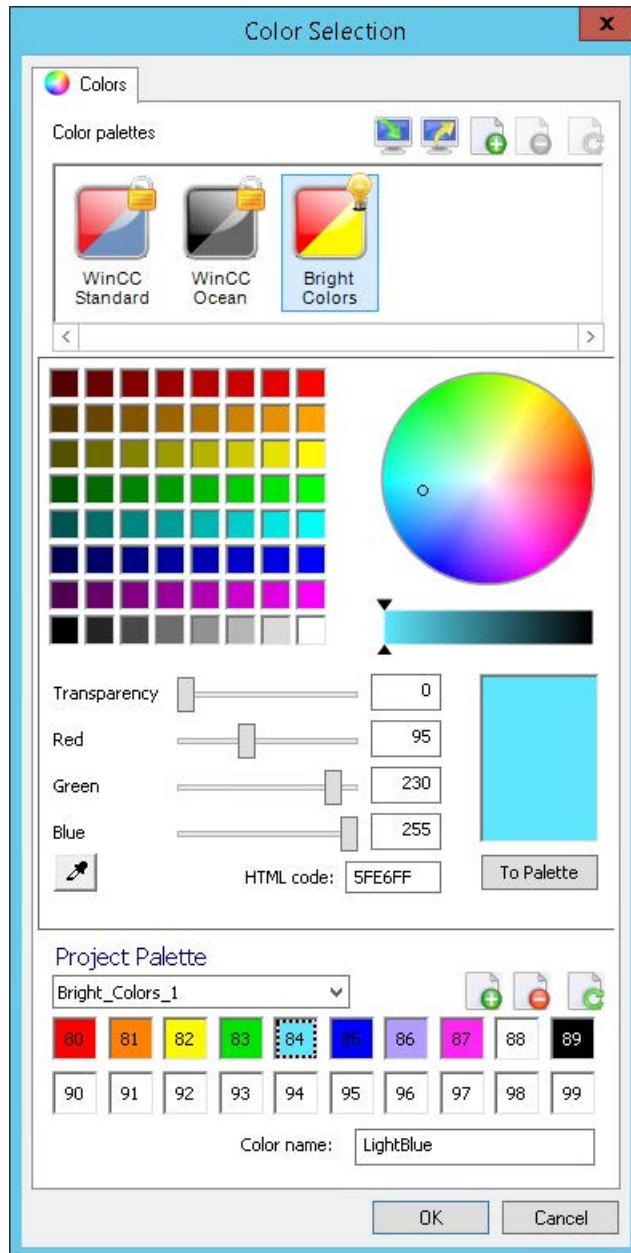 Color Selection
x
Colors
Color palettes
WinCC
Standard
WinCC
Ocean
Bright
Colors
Transparency 0
Red 95
Green 230
Blue 255
HTML code: 5FE6FF To Palette
Project Palette
Bright_Colors_1
80 81 82 83 84 85 86 87 88 89
90 91 92 93 94 95 96 97 98 99
Color name: LightBlue
OK Cancel